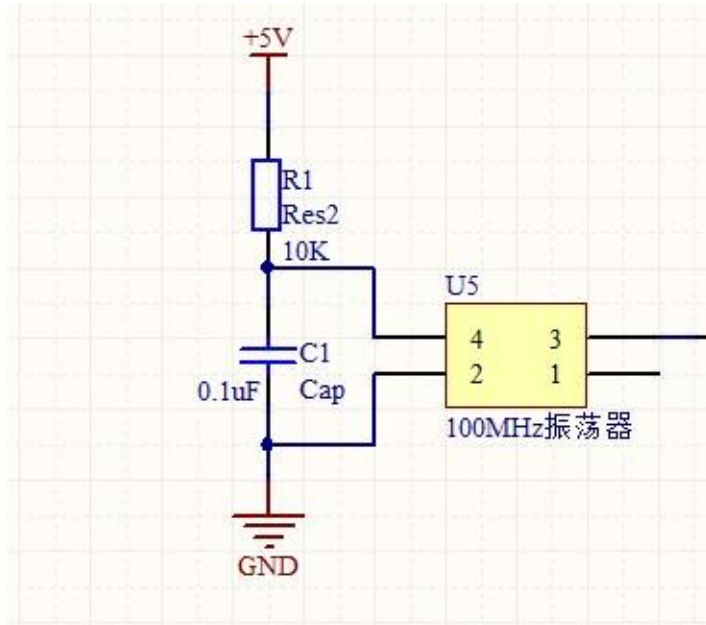 +5V
R1
Res2
10K
U5
4 3
2 1
C1
0.1uF Cap
100MHz振荡器
GND